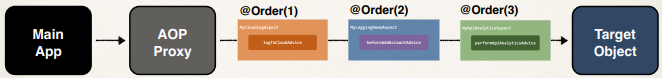 @Order(1)
@Order(2)
@Order(3)
Main
App
AOP
Proxy
MyCloudLogAspect
logToCloudAdvice
MyLoggingDemoAspect
beforeAddAccountAdvice
MyApiAnalyticsAspect
performApiAnalyticsAdvice
Target
Object